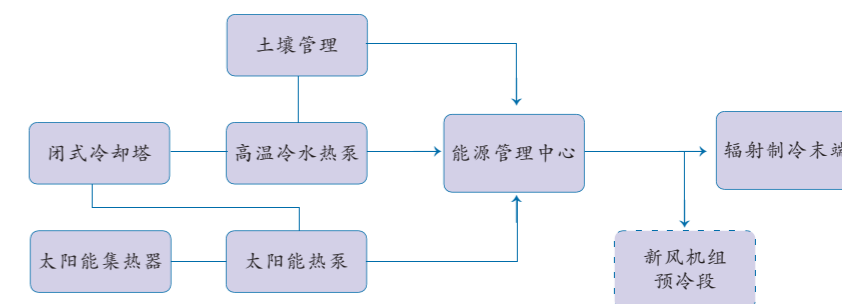 土壤管理
闭式冷却塔
高温冷水热泵
能源管理中心
辐射制冷末端
太阳能集热器
太阳能热泵
新风机组
预冷段